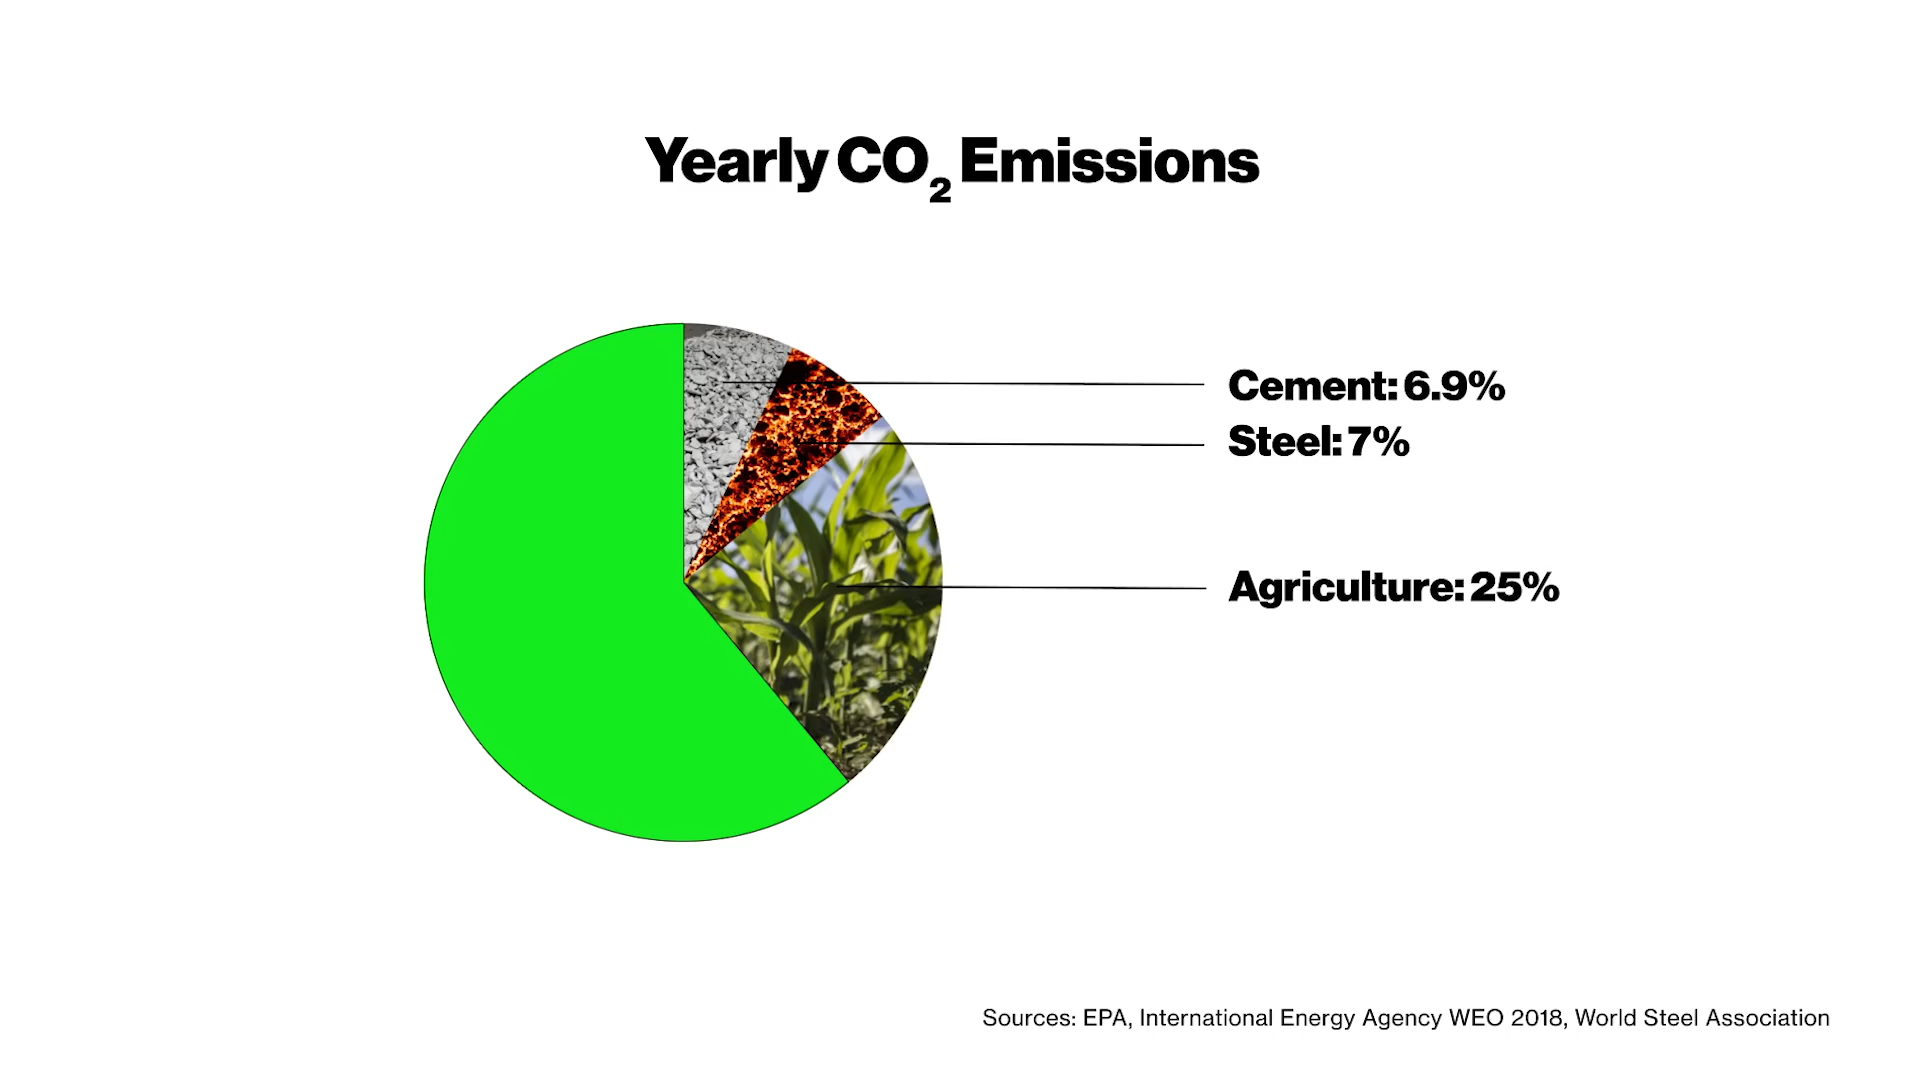 Yearly CO₂ Emissions
Cement: 6.9%
Steel: 7%
Agriculture: 25%
Sources: EPA, International Energy Agency WEO 2018, World Steel Association